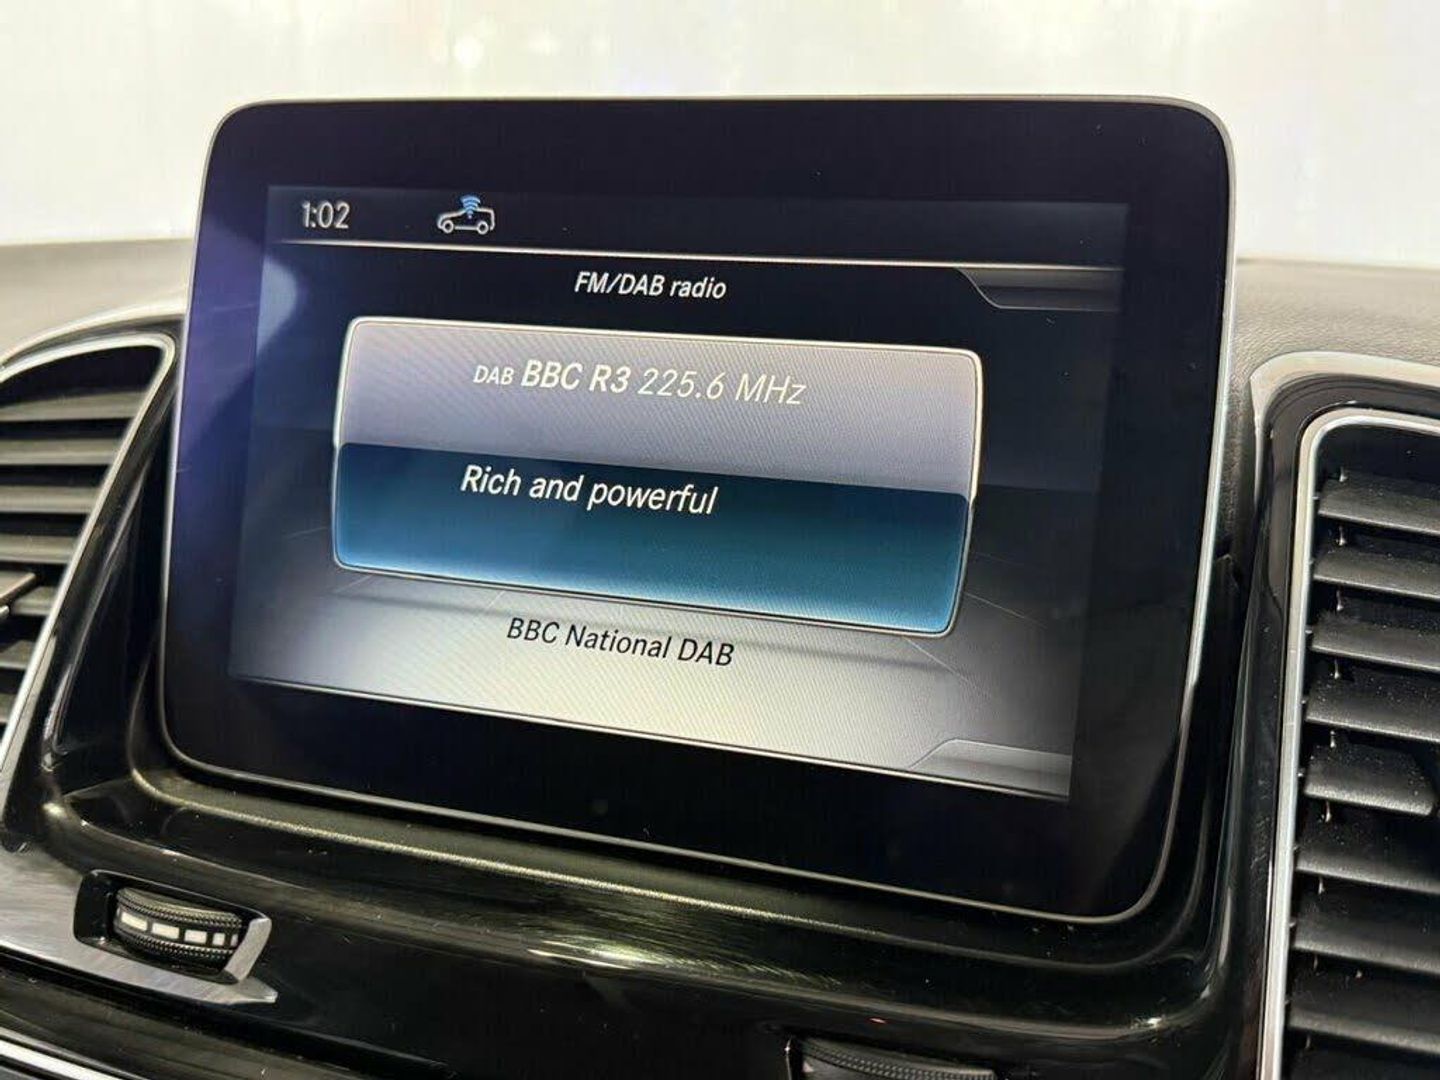 1:02
FM/DAB radio
DAB BBC R3 225.6 MHz
Rich and powerful
BBC National DAB